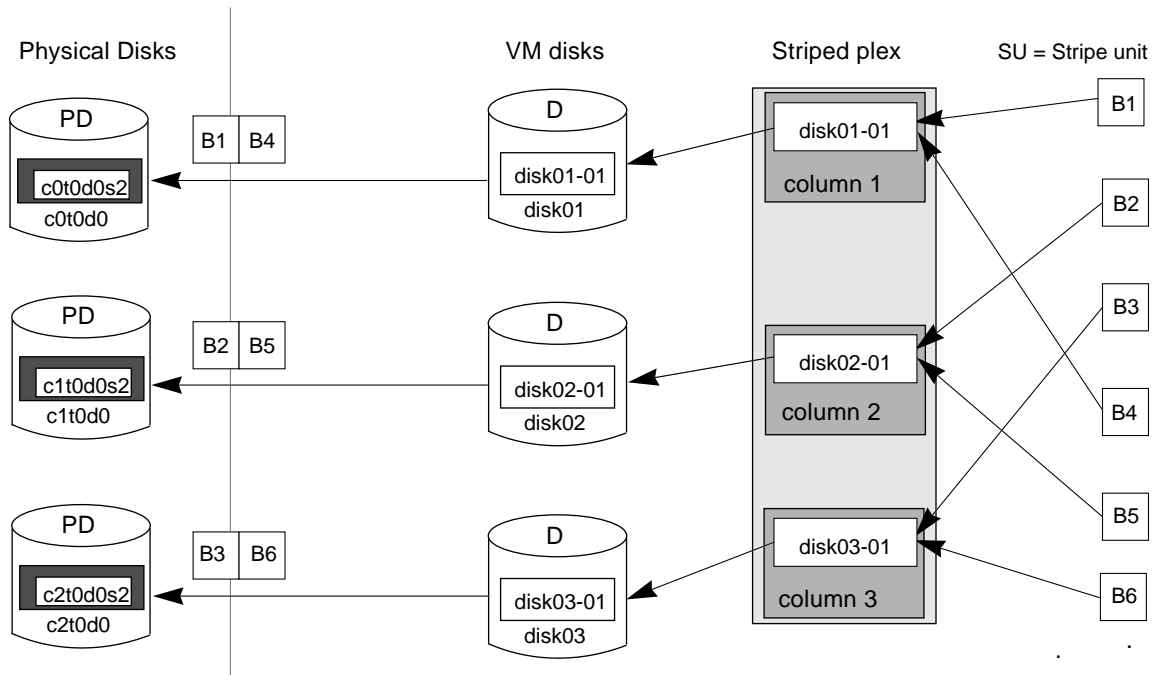 Physical Disks
VM disks
Striped plex
SU = Stripe unit
PD
B1 B4
D
disk01-01
B1
c0t0d0s2
c0t0d0
disk01-01
disk01
column 1
B2
PD
B2 B5
D
disk02-01
B3
c1t0d0s2
c1t0d0
disk02-01
disk02
column 2
B4
PD
B3 B6
D
disk03-01
B5
c2t0d0s2
c2t0d0
disk03-01
disk03
column 3
B6
. .